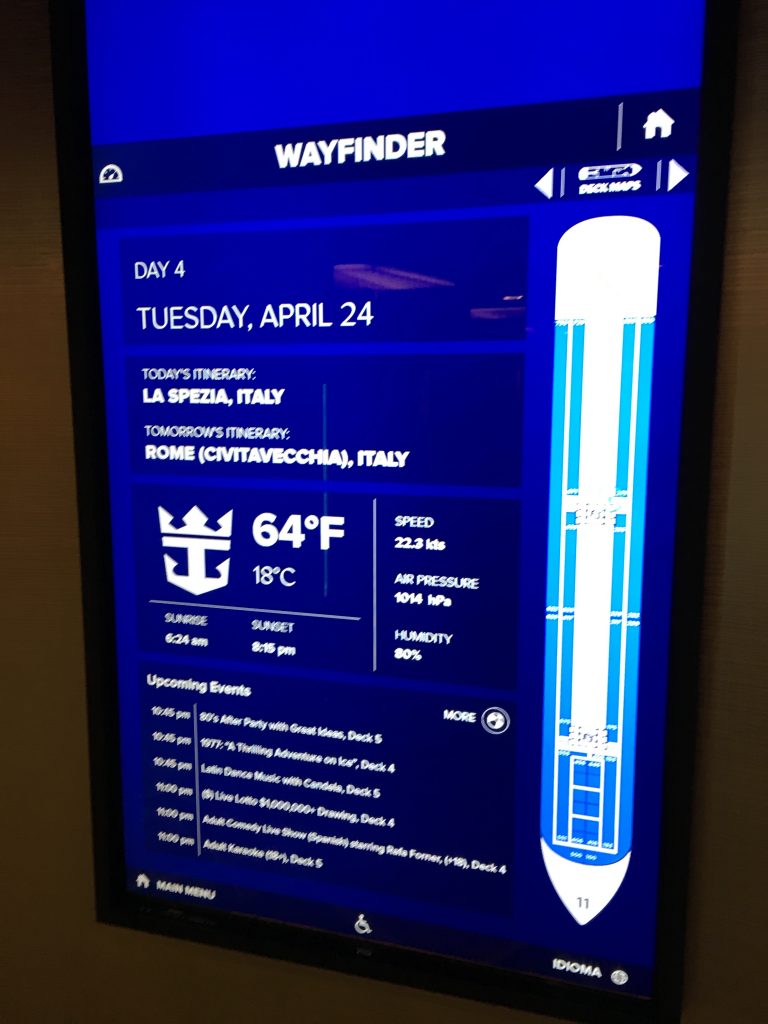 WAYFINDER
DECK MAPS
DAY 4
TUESDAY, APRIL 24
TODAY'S ITINERARY:
LA SPEZIA, ITALY
TOMORROW'S ITINERARY:
ROME (CIVITAVECCHIA), ITALY
64°F
18°C
SUNRISE
6:24 am
SUNSET
8:15 pm
SPEED
22.3 kts
AIR PRESSURE
1014 hPa
HUMIDITY
80%
Upcoming Events
MORE
10:45 pm 80's After Party with Great Ideas, Deck 5
10:45 pm 1977: "A Thrilling Adventure on Ice", Deck 4
10:45 pm Latin Dance Music with Candela, Deck 5
11:00 pm ($) Live Lotto $1,000,000+ Drawing, Deck 4
11:00 pm Adult Comedy Live Show (Spanish) starring Rafa Forner, (+18), Deck 4
11:00 pm Adult Karaoke (18+), Deck 5
11
MAIN MENU
IDIOMA